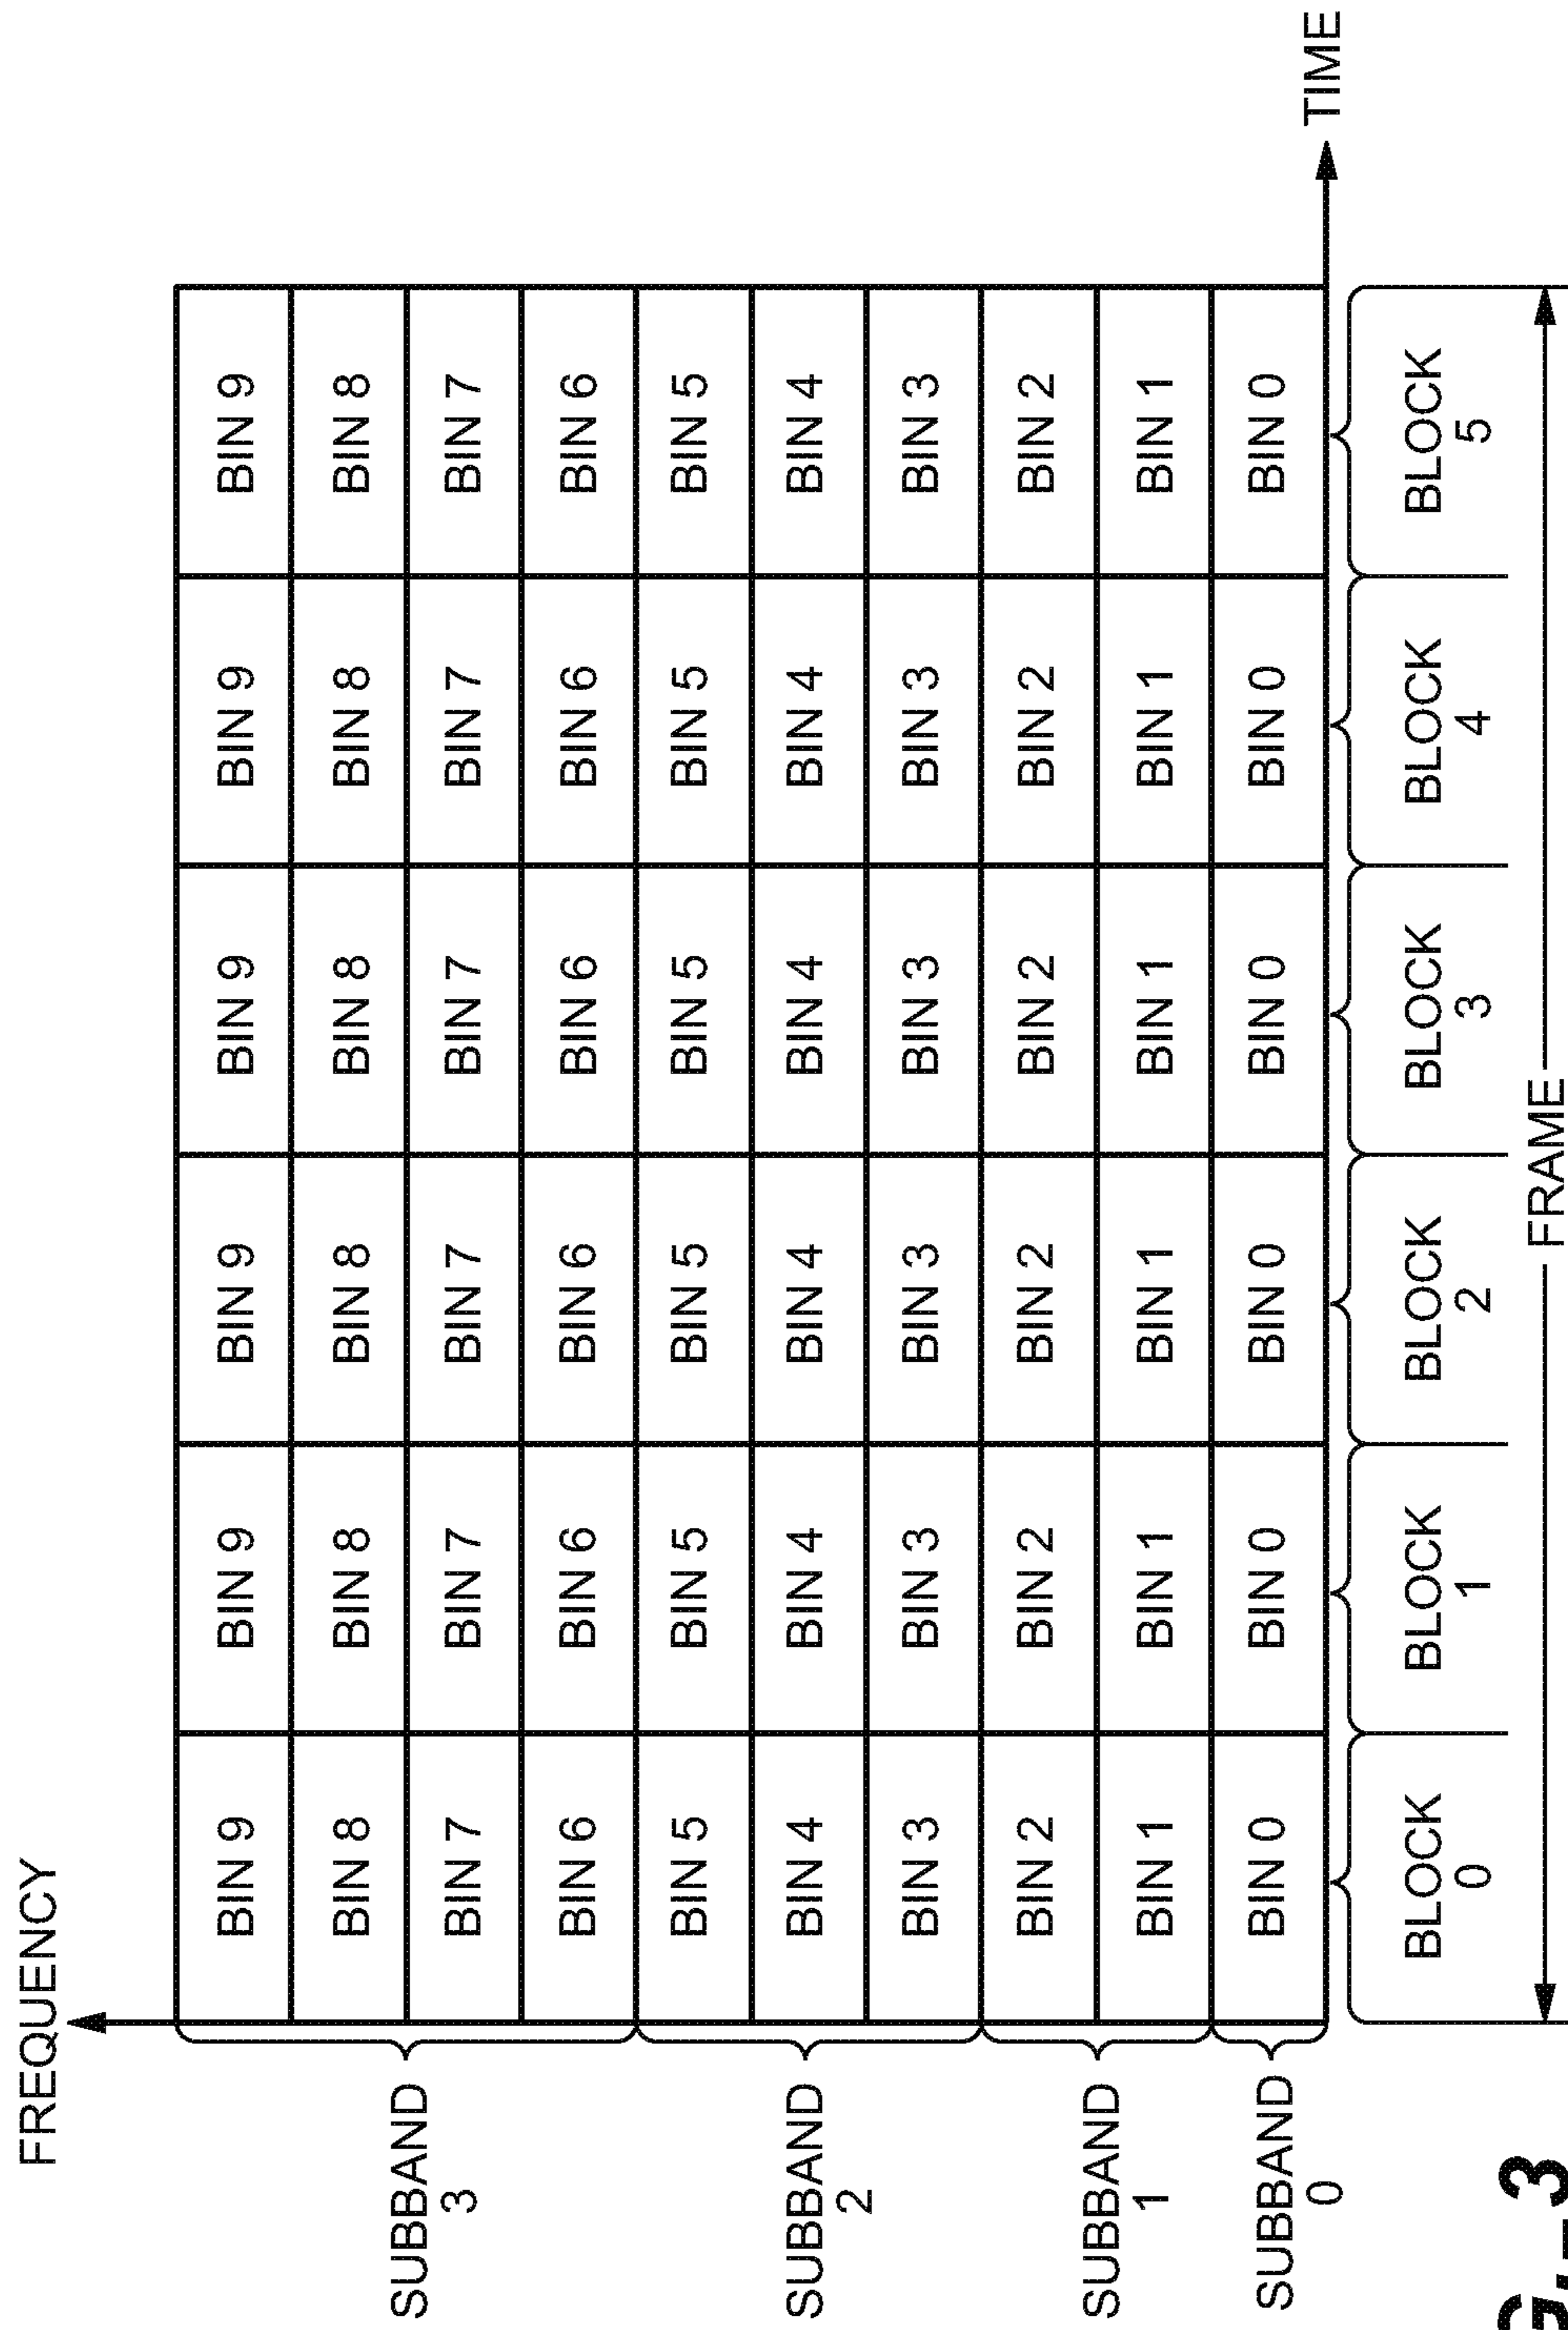 FREQUENCY
SUBBAND
3
BIN 9 BIN 9 BIN 9 BIN 9 BIN 9 BIN 9
BIN 8 BIN 8 BIN 8 BIN 8 BIN 8 BIN 8
BIN 7 BIN 7 BIN 7 BIN 7 BIN 7 BIN 7
BIN 6 BIN 6 BIN 6 BIN 6 BIN 6 BIN 6
SUBBAND
2
BIN 5 BIN 5 BIN 5 BIN 5 BIN 5 BIN 5
BIN 4 BIN 4 BIN 4 BIN 4 BIN 4 BIN 4
BIN 3 BIN 3 BIN 3 BIN 3 BIN 3 BIN 3
SUBBAND
1
BIN 2 BIN 2 BIN 2 BIN 2 BIN 2 BIN 2
BIN 1 BIN 1 BIN 1 BIN 1 BIN 1 BIN 1
SUBBAND
0
BIN 0 BIN 0 BIN 0 BIN 0 BIN 0 BIN 0
TIME
BLOCK BLOCK BLOCK BLOCK BLOCK BLOCK
0 1 2 3 4 5
FRAME
G._3